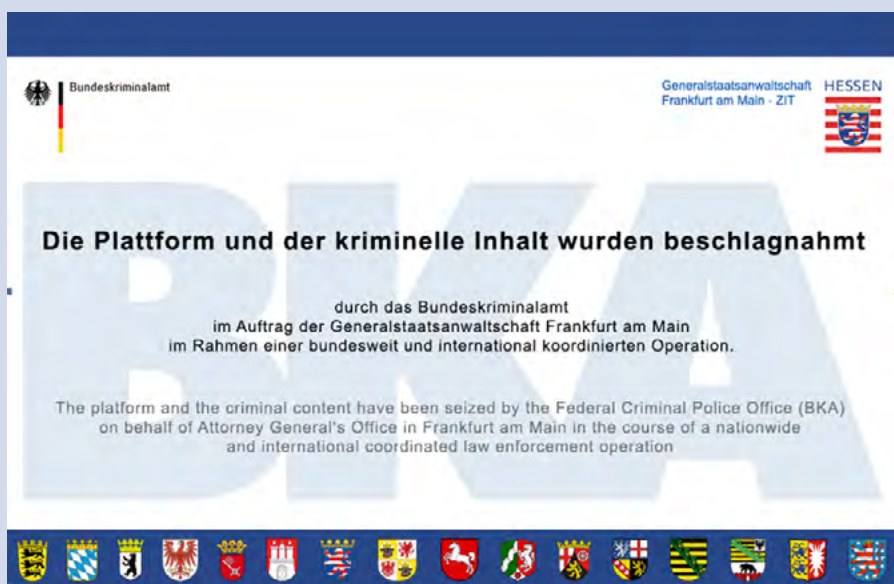 Bundeskriminalamt
Generalstaatsanwaltschaft
Frankfurt am Main - ZIT
HESSEN
BKA
Die Plattform und der kriminelle Inhalt wurden beschlagnahmt
durch das Bundeskriminalamt
im Auftrag der Generalstaatsanwaltschaft Frankfurt am Main
im Rahmen einer bundesweit und international koordinierten Operation.
The platform and the criminal content have been seized by the Federal Criminal Police Office (BKA)
on behalf of Attorney General's Office in Frankfurt am Main in the course of a nationwide
and international coordinated law enforcement operation